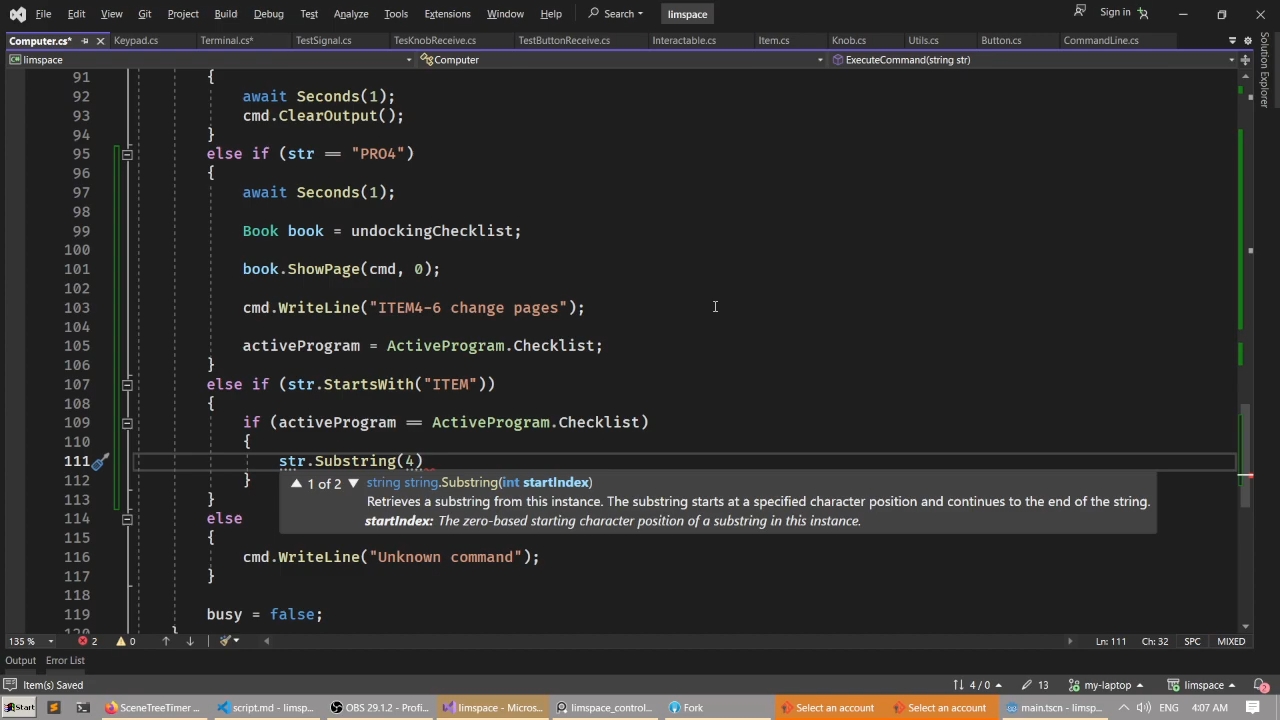 File Edit View Git Project Build Debug Test Analyze Tools Extensions Window Help Search limspace Sign in
Computer.cs* Keypad.cs Terminal.cs* TestSignal.cs TesKnobReceive.cs TestButtonReceive.cs Interactable.cs Item.cs Knob.cs Utils.cs Button.cs CommandLine.cs
limspace Computer ExecuteCommand(string str)
Solution Explorer
91 {
92 await Seconds(1);
93 cmd.ClearOutput();
94 }
95 else if (str == "PRO4")
96 {
97 await Seconds(1);
98
99 Book book = undockingChecklist;
100
101 book.ShowPage(cmd, 0);
102
103 cmd.WriteLine("ITEM4-6 change pages");
104
105 activeProgram = ActiveProgram.Checklist;
106 }
107 else if (str.StartsWith("ITEM"))
108 {
109 if (activeProgram == ActiveProgram.Checklist)
110 {
111 str.Substring(4)
112 }
1 of 2 string string.Substring(int startIndex)
Retrieves a substring from this instance. The substring starts at a specified character position and continues to the end of the string.
startIndex: The zero-based starting character position of a substring in this instance.
113 }
114 else
115 {
116 cmd.WriteLine("Unknown command");
117 }
118
119 busy = false;
120 }
135 % 2 0 Ln: 111 Ch: 32 SPC MIXED
Output Error List
Item(s) Saved 4 / 0 13 my-laptop limspace 2
Start SceneTreeTimer ... script.md - limsp... OBS 29.1.2 - Profi... limspace - Micros... limspace_control... Fork Select an account Select an account main.tscn - limsp... ENG 4:07 AM